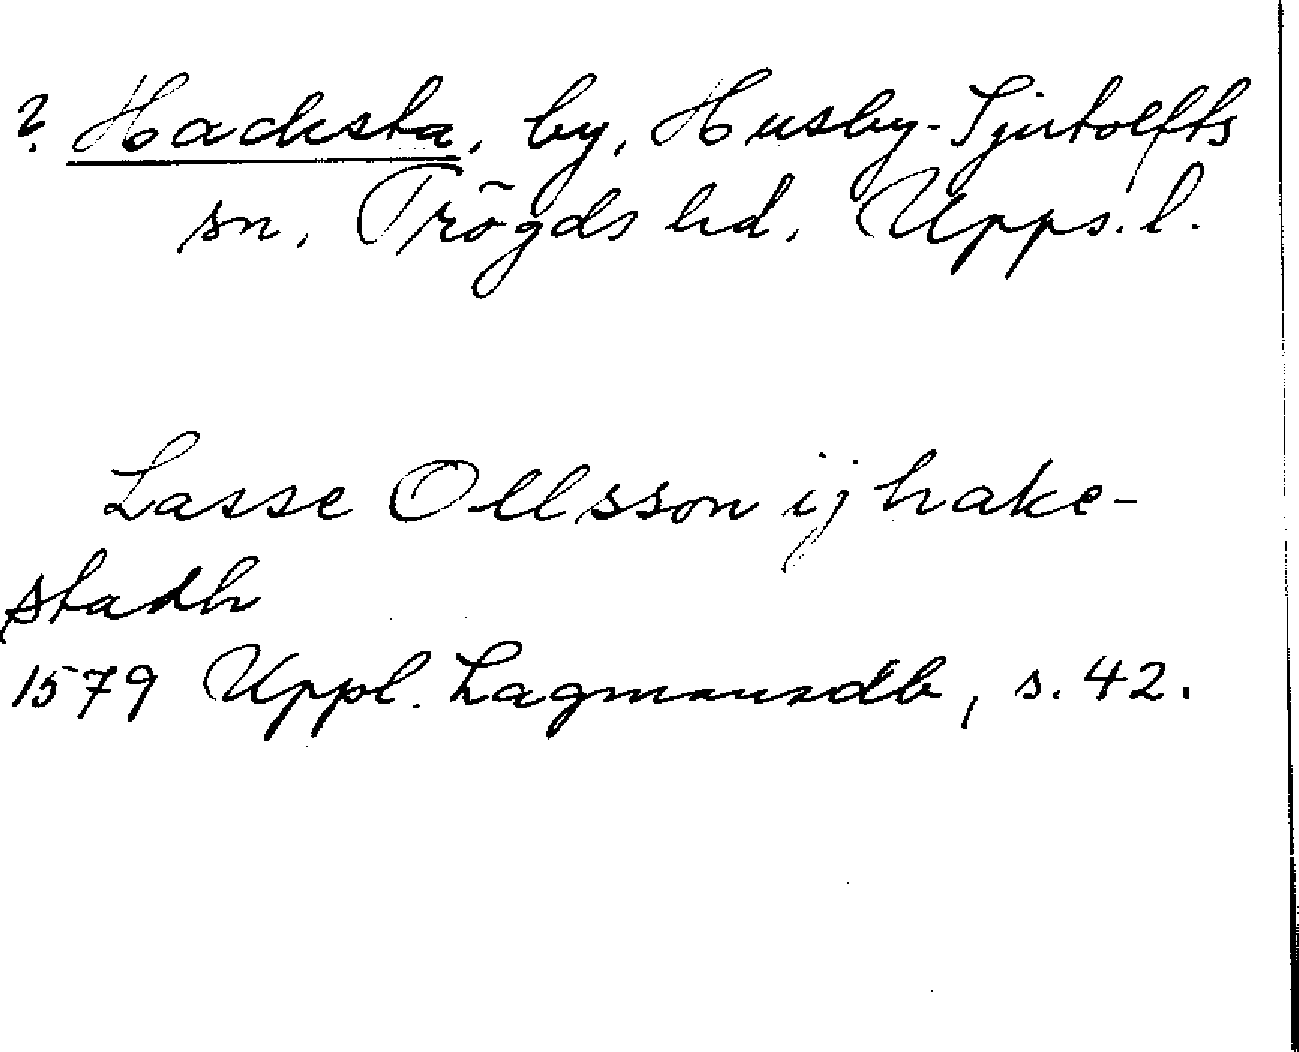 ? Hacksta, by, Husby-Sjutolfts
sn, Trögds hd, Upps. l.
Lasse Ollsson ij hake-
stadh
1579 Uppl. Lagmansdb, s. 42.